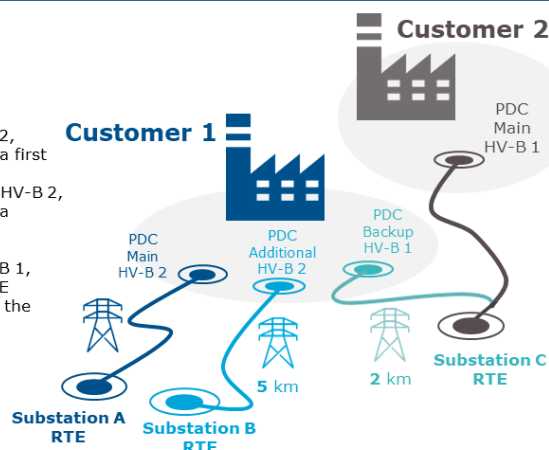 Customer 2
2,
a first
HV-B 2,
a
B 1,
E
the
Customer 1
PDC
Main
HV-B 1
PDC
Main
HV-B 2
PDC
Additional
HV-B 2
PDC
Backup
HV-B 1
5 km
2 km
Substation A
RTE
Substation B
RTE
Substation C
RTE